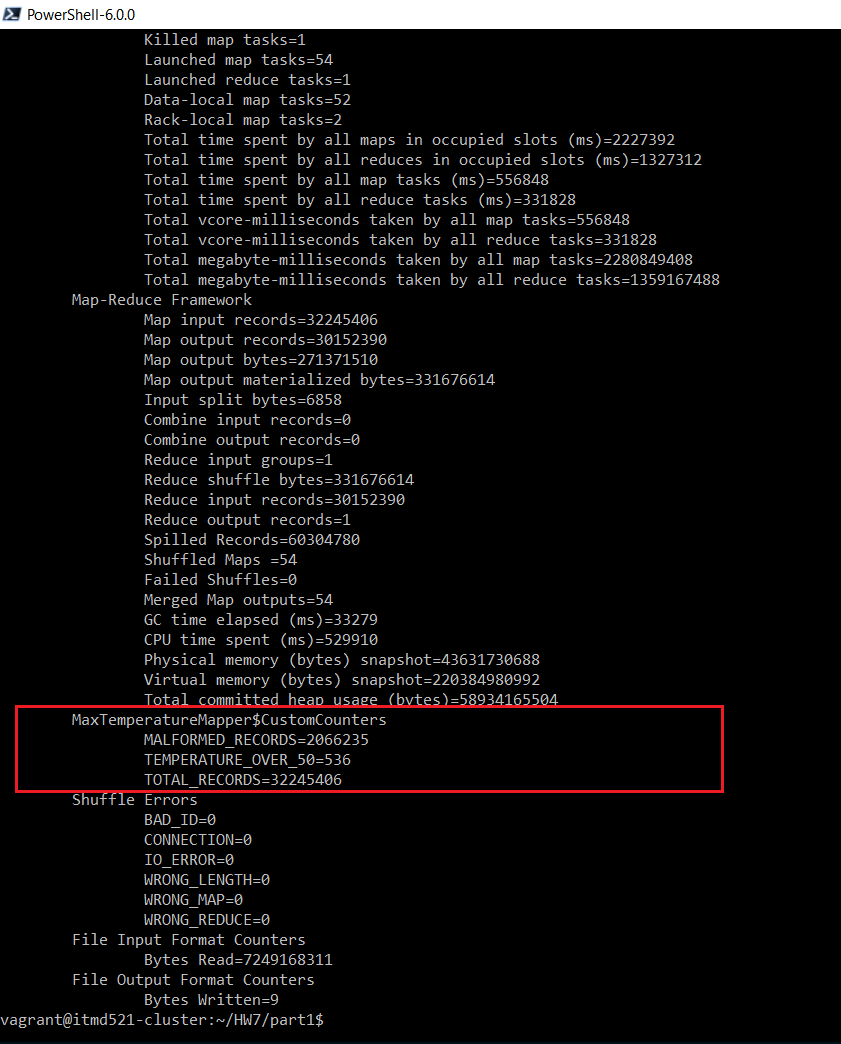 PowerShell-6.0.0
Killed map tasks=1
Launched map tasks=54
Launched reduce tasks=1
Data-local map tasks=52
Rack-local map tasks=2
Total time spent by all maps in occupied slots (ms)=2227392
Total time spent by all reduces in occupied slots (ms)=1327312
Total time spent by all map tasks (ms)=556848
Total time spent by all reduce tasks (ms)=331828
Total vcore-milliseconds taken by all map tasks=556848
Total vcore-milliseconds taken by all reduce tasks=331828
Total megabyte-milliseconds taken by all map tasks=2280849408
Total megabyte-milliseconds taken by all reduce tasks=1359167488
Map-Reduce Framework
Map input records=32245406
Map output records=30152390
Map output bytes=271371510
Map output materialized bytes=331676614
Input split bytes=6858
Combine input records=0
Combine output records=0
Reduce input groups=1
Reduce shuffle bytes=331676614
Reduce input records=30152390
Reduce output records=1
Spilled Records=60304780
Shuffled Maps =54
Failed Shuffles=0
Merged Map outputs=54
GC time elapsed (ms)=33279
CPU time spent (ms)=529910
Physical memory (bytes) snapshot=43631730688
Virtual memory (bytes) snapshot=220384980992
Total committed heap usage (bytes)=58934165504
MaxTemperatureMapper$CustomCounters
MALFORMED_RECORDS=2066235
TEMPERATURE_OVER_50=536
TOTAL_RECORDS=32245406
Shuffle Errors
BAD_ID=0
CONNECTION=0
IO_ERROR=0
WRONG_LENGTH=0
WRONG_MAP=0
WRONG_REDUCE=0
File Input Format Counters
Bytes Read=7249168311
File Output Format Counters
Bytes Written=9
vagrant@itmd521-cluster:~/HW7/part1$